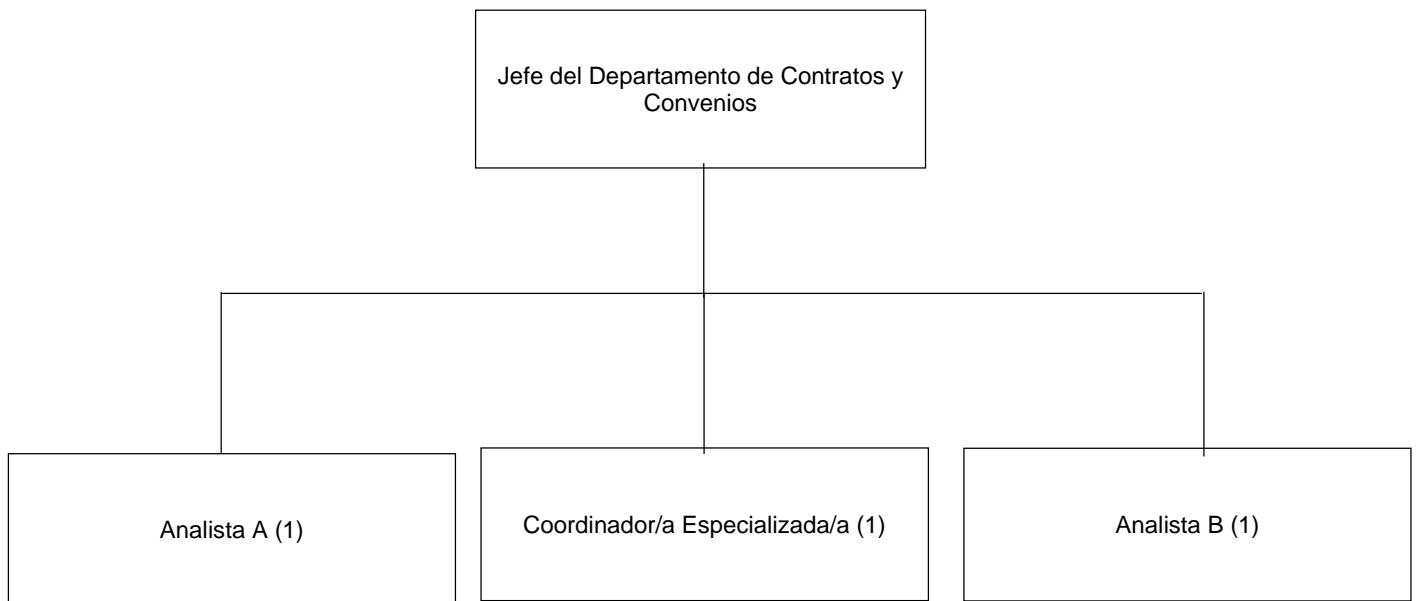 Jefe del Departamento de Contratos y
Convenios
Analista A (1)
Coordinador/a Especializada/a (1)
Analista B (1)